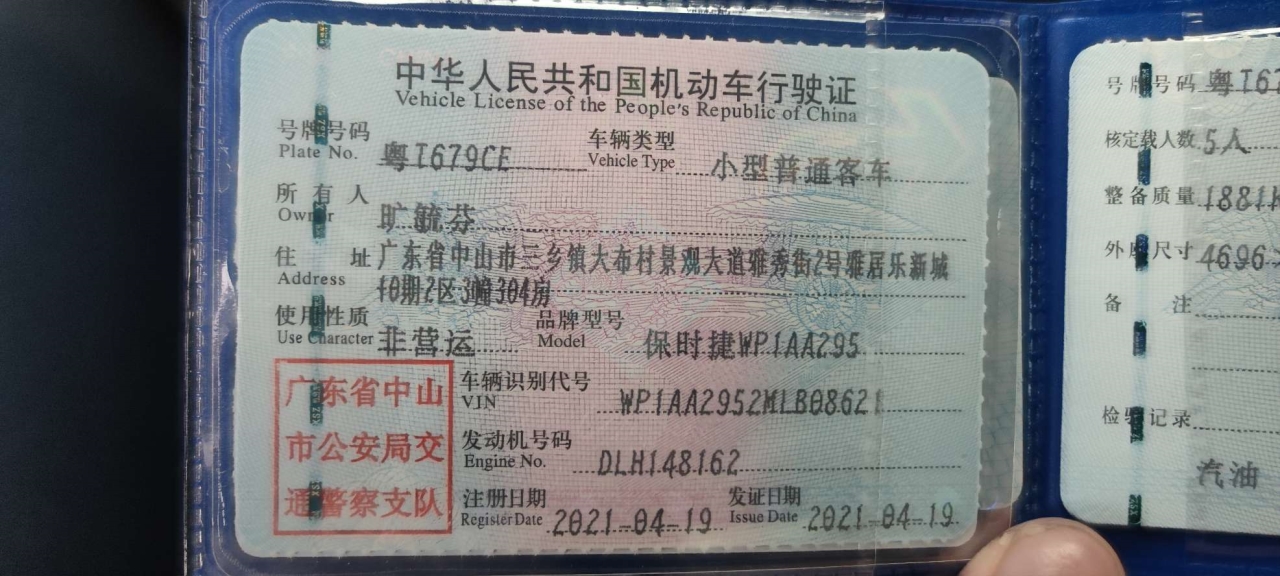 中华人民共和国机动车行驶证
Vehicle License of the People's Republic of China
号牌号码 粤T679CE 车辆类型 小型普通客车
Plate No. Vehicle Type
所有人 旷毓芬
Owner
住址 广东省中山市三乡镇大布村景观大道雅秀街2号雅居乐新城
Address 10期2区3幢304房
使用性质 非营运 品牌型号 保时捷WP1AA295
Use Character Model
广东省中山
市公安局交
通警察支队
车辆识别代号 WP1AA2952MLB08621
VIN
发动机号码 DLH148162
Engine No.
注册日期 2021-04-19 发证日期 2021-04-19
Register Date Issue Date
号牌号码 粤T67
核定载人数 5人
整备质量 1881
外廓尺寸 4696
备注
检验记录
汽油